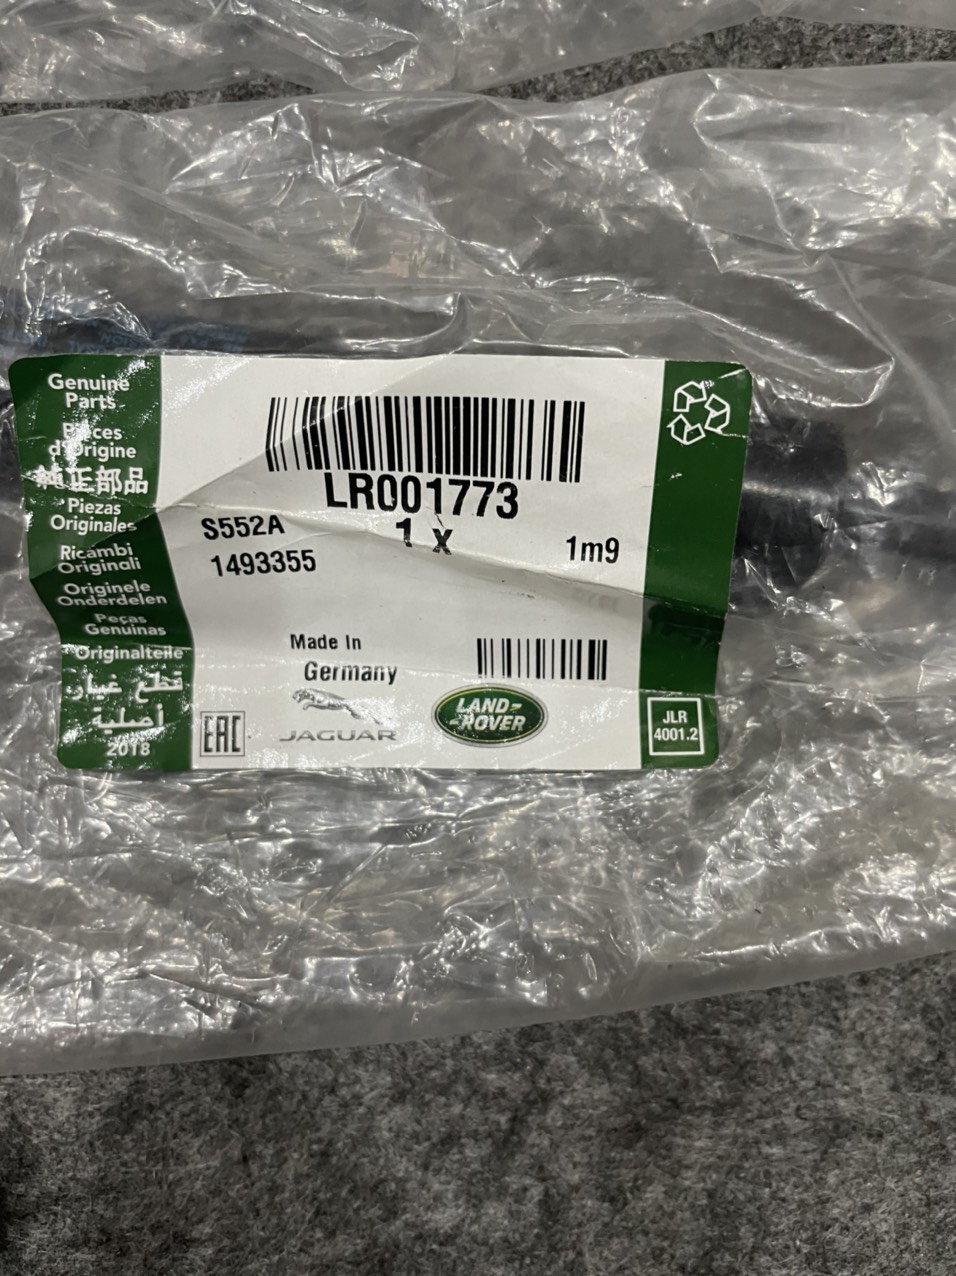 Genuine
Parts
Pièces
d'Origine
純正部品
Piezas
Originales
Ricambi
Originali
Originele
Onderdelen
Peças
Genuinas
Originalteile
قطع غيار
أصلية
2018
LR001773
S552A
1 x
1m9
1493355
Made In
Germany
EAC
JAGUAR
LAND
ROVER
JLR
4001.2